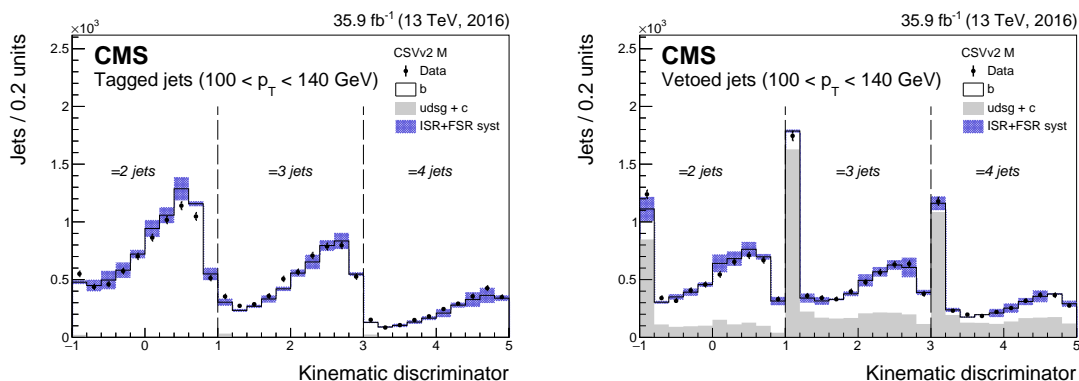 35.9 fb⁻¹ (13 TeV, 2016)
×10³
CMS
Tagged jets (100 < p_T < 140 GeV)
CSVv2 M
Data
b
udsg + c
ISR+FSR syst
=2 jets
=3 jets
=4 jets
Jets / 0.2 units
2.5
2
1.5
1
0.5
0
−1 0 1 2 3 4 5
Kinematic discriminator
35.9 fb⁻¹ (13 TeV, 2016)
×10³
CMS
Vetoed jets (100 < p_T < 140 GeV)
CSVv2 M
Data
b
udsg + c
ISR+FSR syst
=2 jets
=3 jets
=4 jets
Jets / 0.2 units
2.5
2
1.5
1
0.5
0
−1 0 1 2 3 4 5
Kinematic discriminator